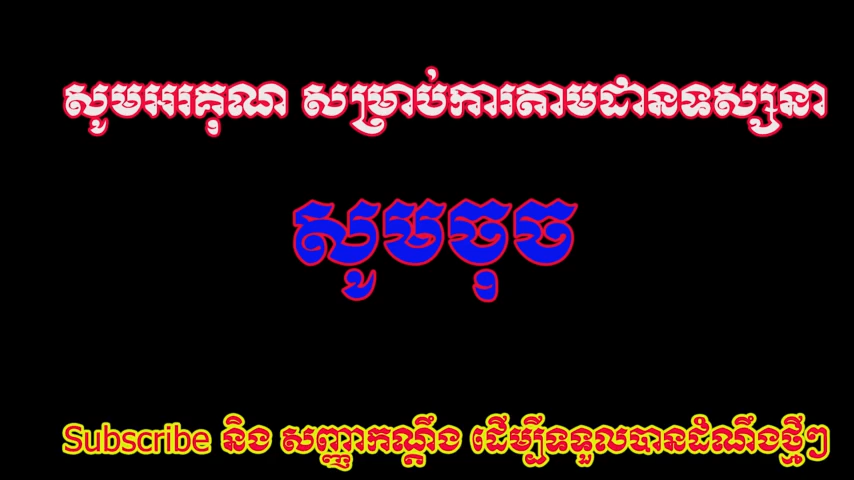 សូមអរគុណ សម្រាប់ការតាមដានទស្សនា
សូមចុច
Subscribe និង សញ្ញាកណ្ដឹង ដើម្បីទទួលបានដំណឹងថ្មីៗ